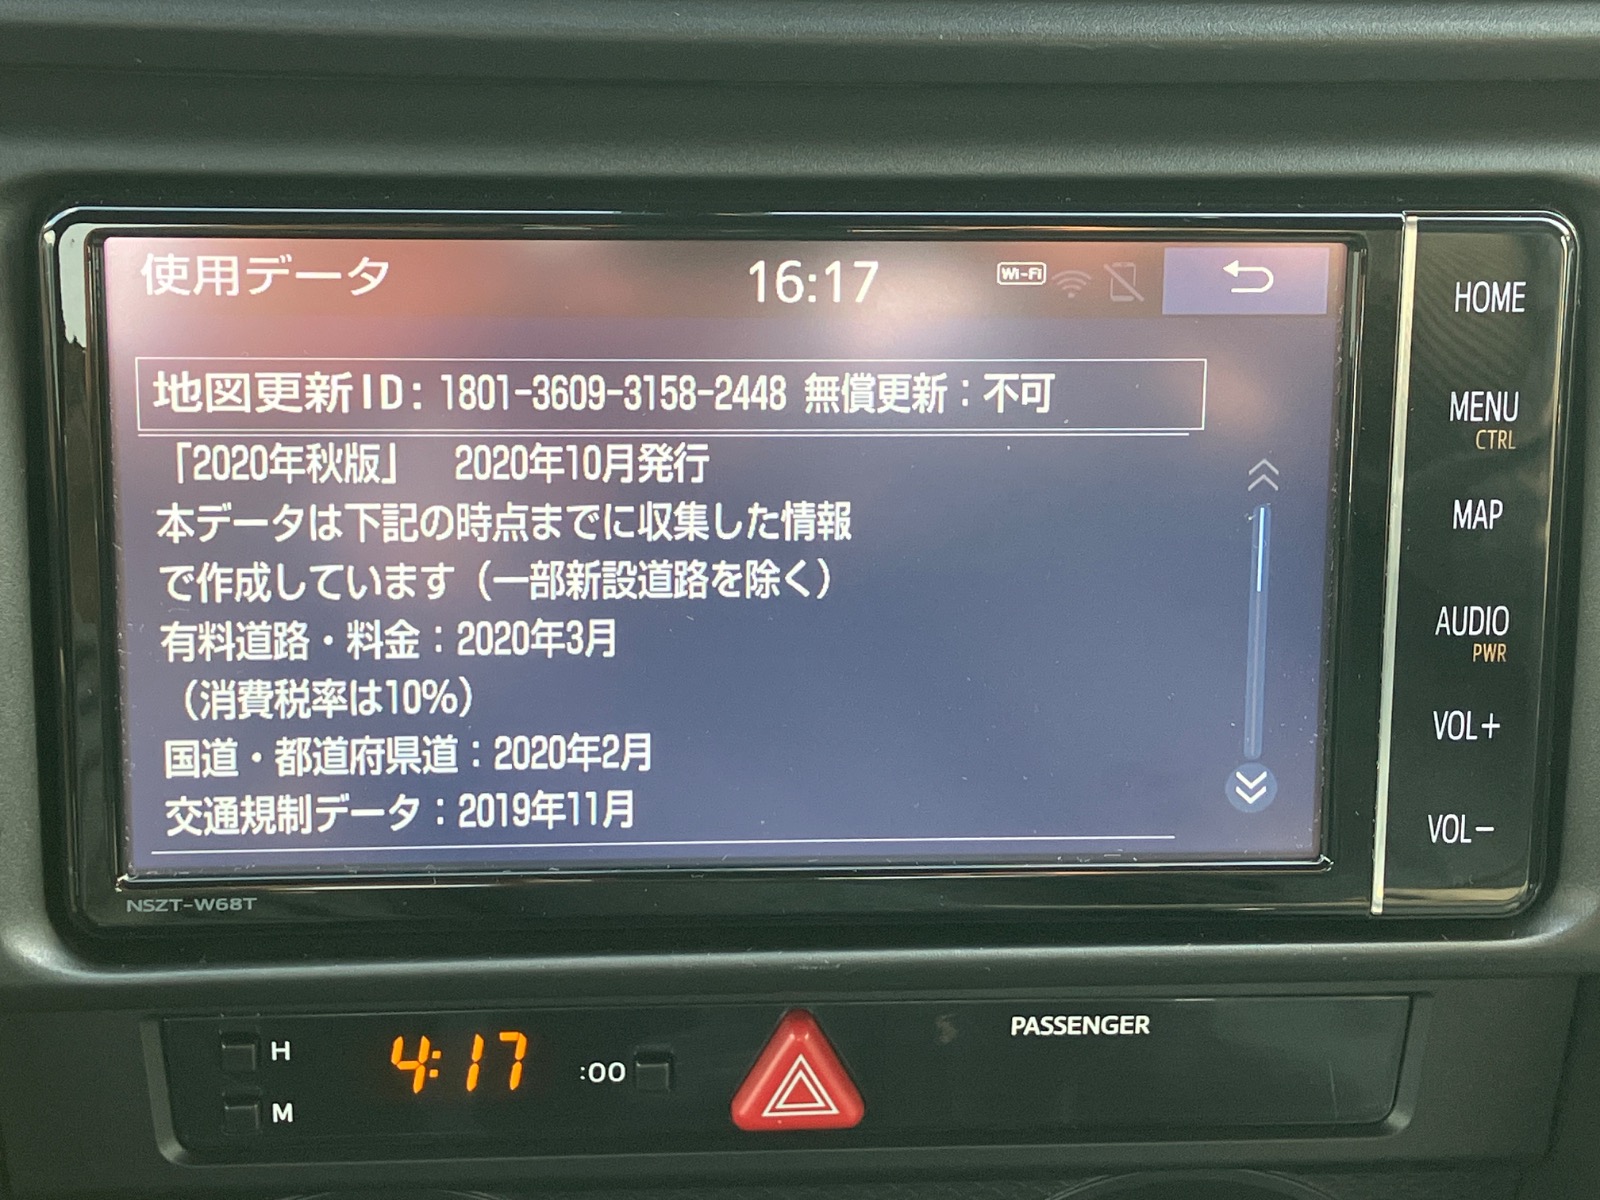 使用データ 16:17 Wi-Fi
地図更新ID: 1801-3609-3158-2448 無償更新：不可
「2020年秋版」 2020年10月発行
本データは下記の時点までに収集した情報
で作成しています（一部新設道路を除く）
有料道路・料金：2020年3月
（消費税率は10%）
国道・都道府県道：2020年2月
交通規制データ：2019年11月
HOME
MENU
CTRL
MAP
AUDIO
PWR
VOL+
VOL-
NSZT-W68T
H
M
4:17
:00
PASSENGER